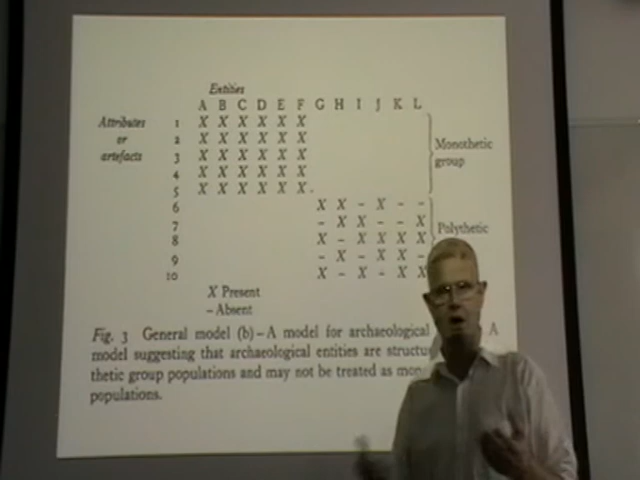 Entities
A B C D E F G H I J K L
Attributes or artefacts
1 X X X X X X
2 X X X X X X
3 X X X X X X
4 X X X X X X
5 X X X X X X
Monothetic group
6 X X – X – –
7 – X X – – X
8 X – X X X X
9 – X – X X
10 X – X – X X
Polythetic
X Present
– Absent
Fig. 3 General model (b) – A model for archaeological A
model suggesting that archaeological entities are
thetic group populations and may not be treated as
populations.